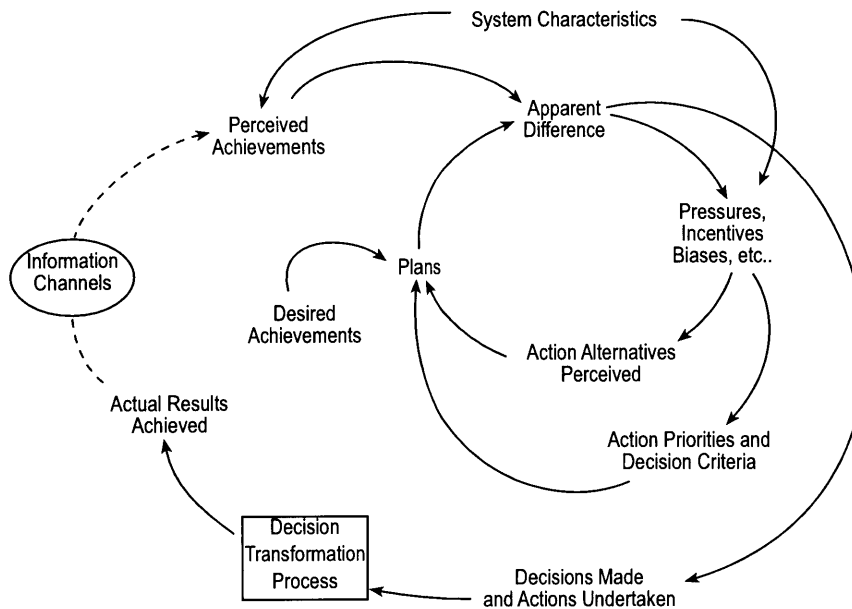 System Characteristics
Perceived
Achievements
Apparent
Difference
Pressures,
Incentives
Biases, etc..
Information
Channels
Plans
Desired
Achievements
Action Alternatives
Perceived
Actual Results
Achieved
Action Priorities and
Decision Criteria
Decision
Transformation
Process
Decisions Made
and Actions Undertaken